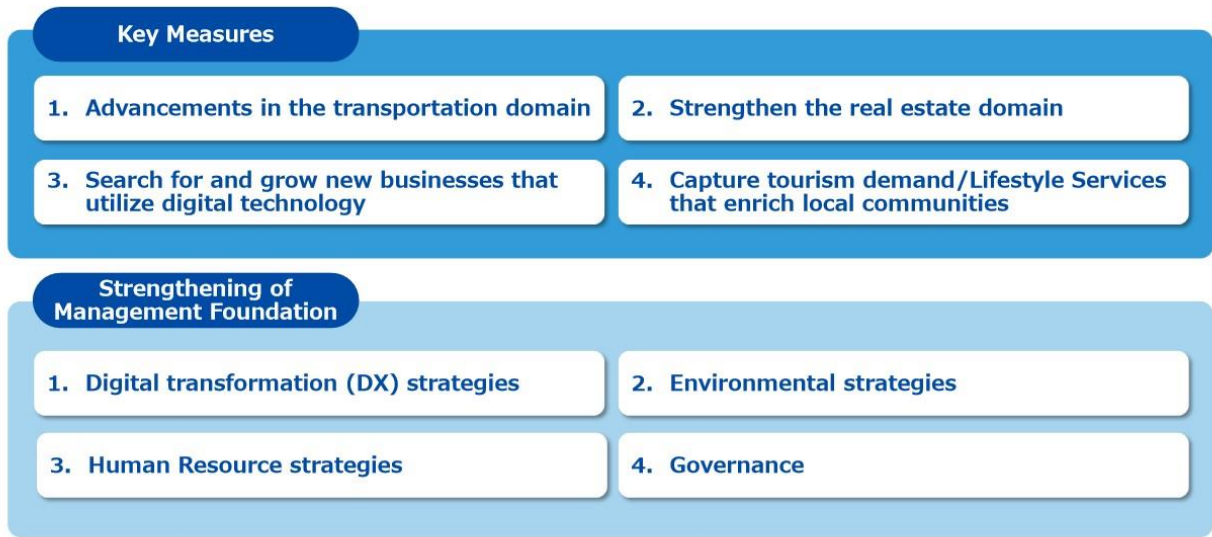 Key Measures
1. Advancements in the transportation domain
2. Strengthen the real estate domain
3. Search for and grow new businesses that
utilize digital technology
4. Capture tourism demand/Lifestyle Services
that enrich local communities
Strengthening of
Management Foundation
1. Digital transformation (DX) strategies
2. Environmental strategies
3. Human Resource strategies
4. Governance